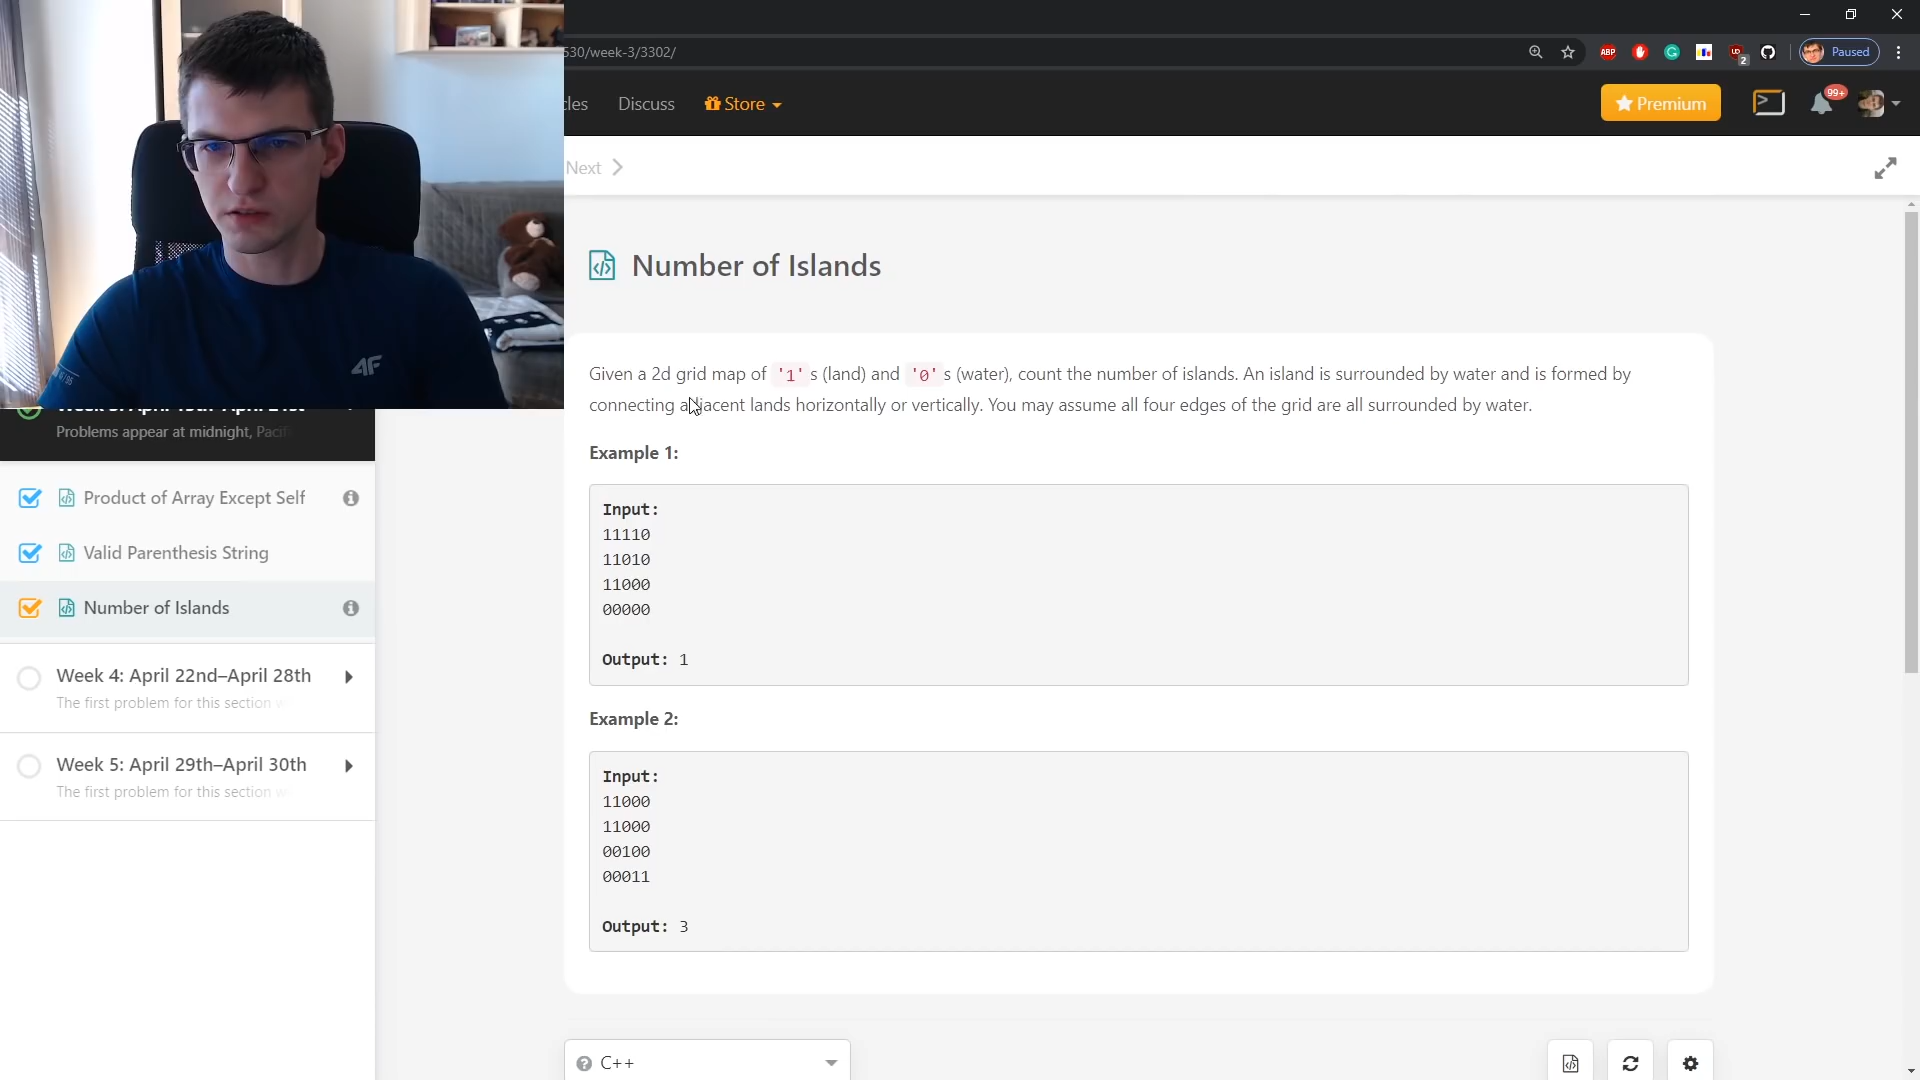 530/week-3/3302/
ABP
2
Paused
cles
Discuss
Store
Premium
99+
Next
Number of Islands
Given a 2d grid map of '1' s (land) and '0' s (water), count the number of islands. An island is surrounded by water and is formed by
connecting adjacent lands horizontally or vertically. You may assume all four edges of the grid are all surrounded by water.
Example 1:
Input:
11110
11010
11000
00000
Output: 1
Example 2:
Input:
11000
11000
00100
00011
Output: 3
C++
4F
Problems appear at midnight, Pacif
Product of Array Except Self
Valid Parenthesis String
Number of Islands
Week 4: April 22nd–April 28th
The first problem for this section w
Week 5: April 29th–April 30th
The first problem for this section w